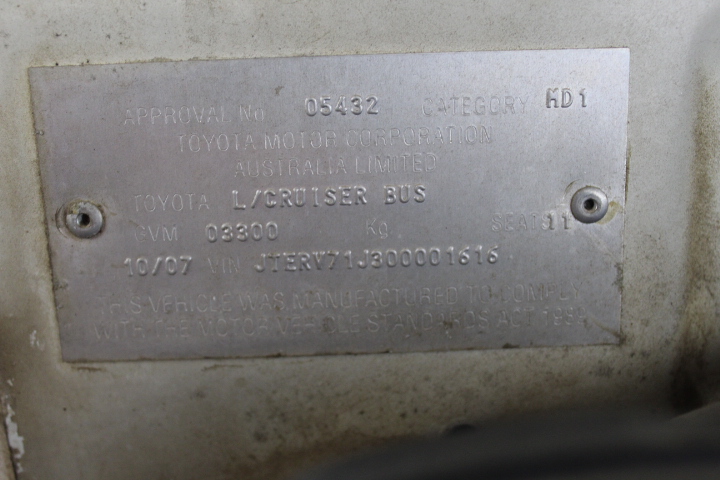 APPROVAL No 05432 CATEGORY MD1
TOYOTA MOTOR CORPORATION
AUSTRALIA LIMITED
TOYOTA L/CRUISER BUS
GVM 03300 Kg SEAT 11
10/07 VIN JTERV71J300001616
THIS VEHICLE WAS MANUFACTURED TO COMPLY
WITH THE MOTOR VEHICLE STANDARDS ACT 1989